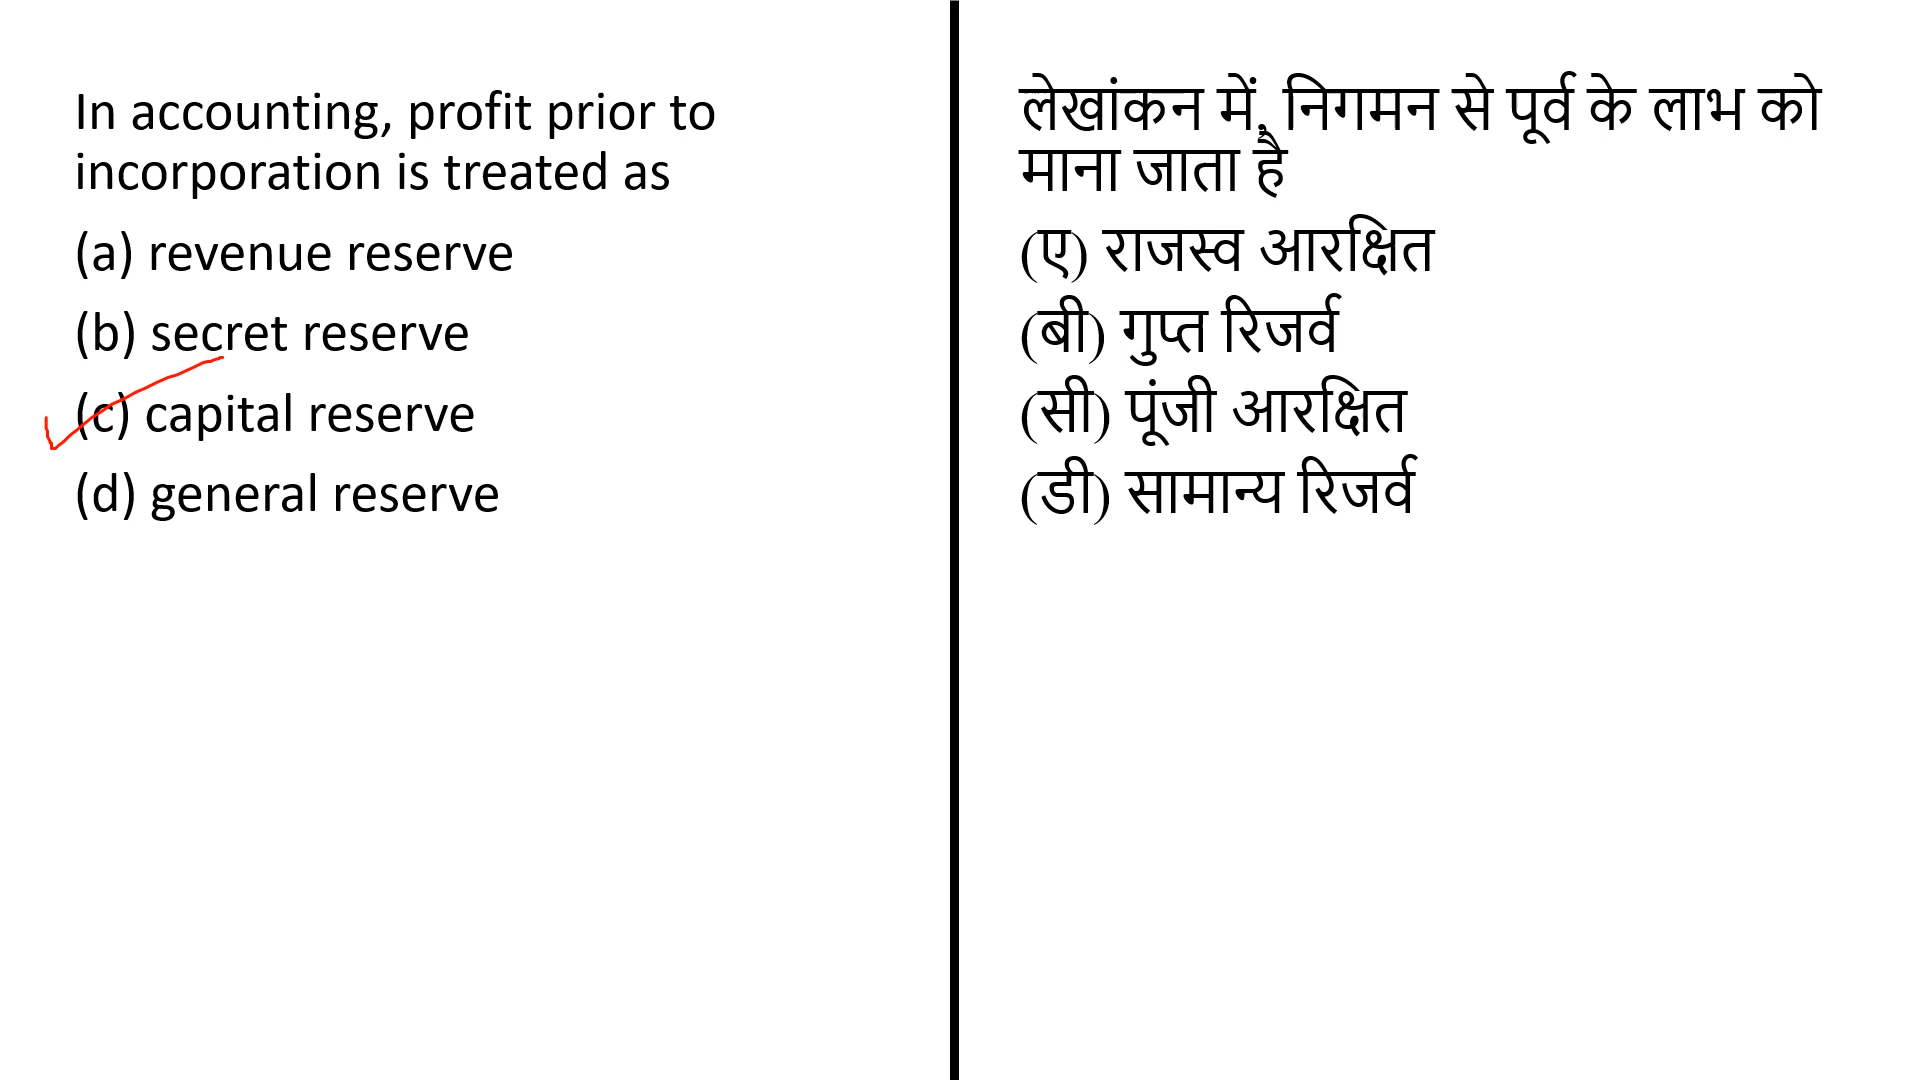 In accounting, profit prior to
incorporation is treated as
(a) revenue reserve
(b) secret reserve
(c) capital reserve
(d) general reserve
लेखांकन में, निगमन से पूर्व के लाभ को
माना जाता है
(ए) राजस्व आरक्षित
(बी) गुप्त रिजर्व
(सी) पूंजी आरक्षित
(डी) सामान्य रिजर्व